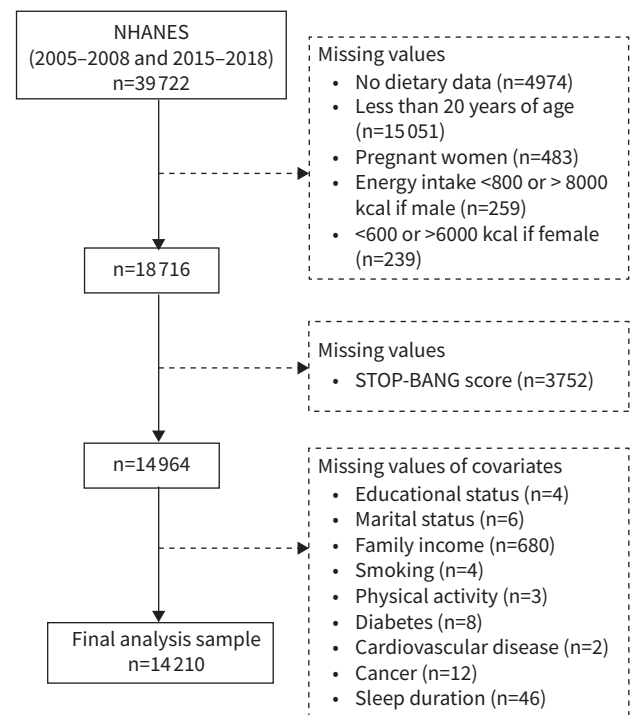 NHANES
(2005–2008 and 2015–2018)
n=39 722
Missing values
• No dietary data (n=4974)
• Less than 20 years of age
(n=15 051)
• Pregnant women (n=483)
• Energy intake <800 or > 8000
kcal if male (n=259)
• <600 or >6000 kcal if female
(n=239)
n=18 716
Missing values
• STOP-BANG score (n=3752)
n=14 964
Missing values of covariates
• Educational status (n=4)
• Marital status (n=6)
• Family income (n=680)
• Smoking (n=4)
• Physical activity (n=3)
• Diabetes (n=8)
• Cardiovascular disease (n=2)
• Cancer (n=12)
• Sleep duration (n=46)
Final analysis sample
n=14 210